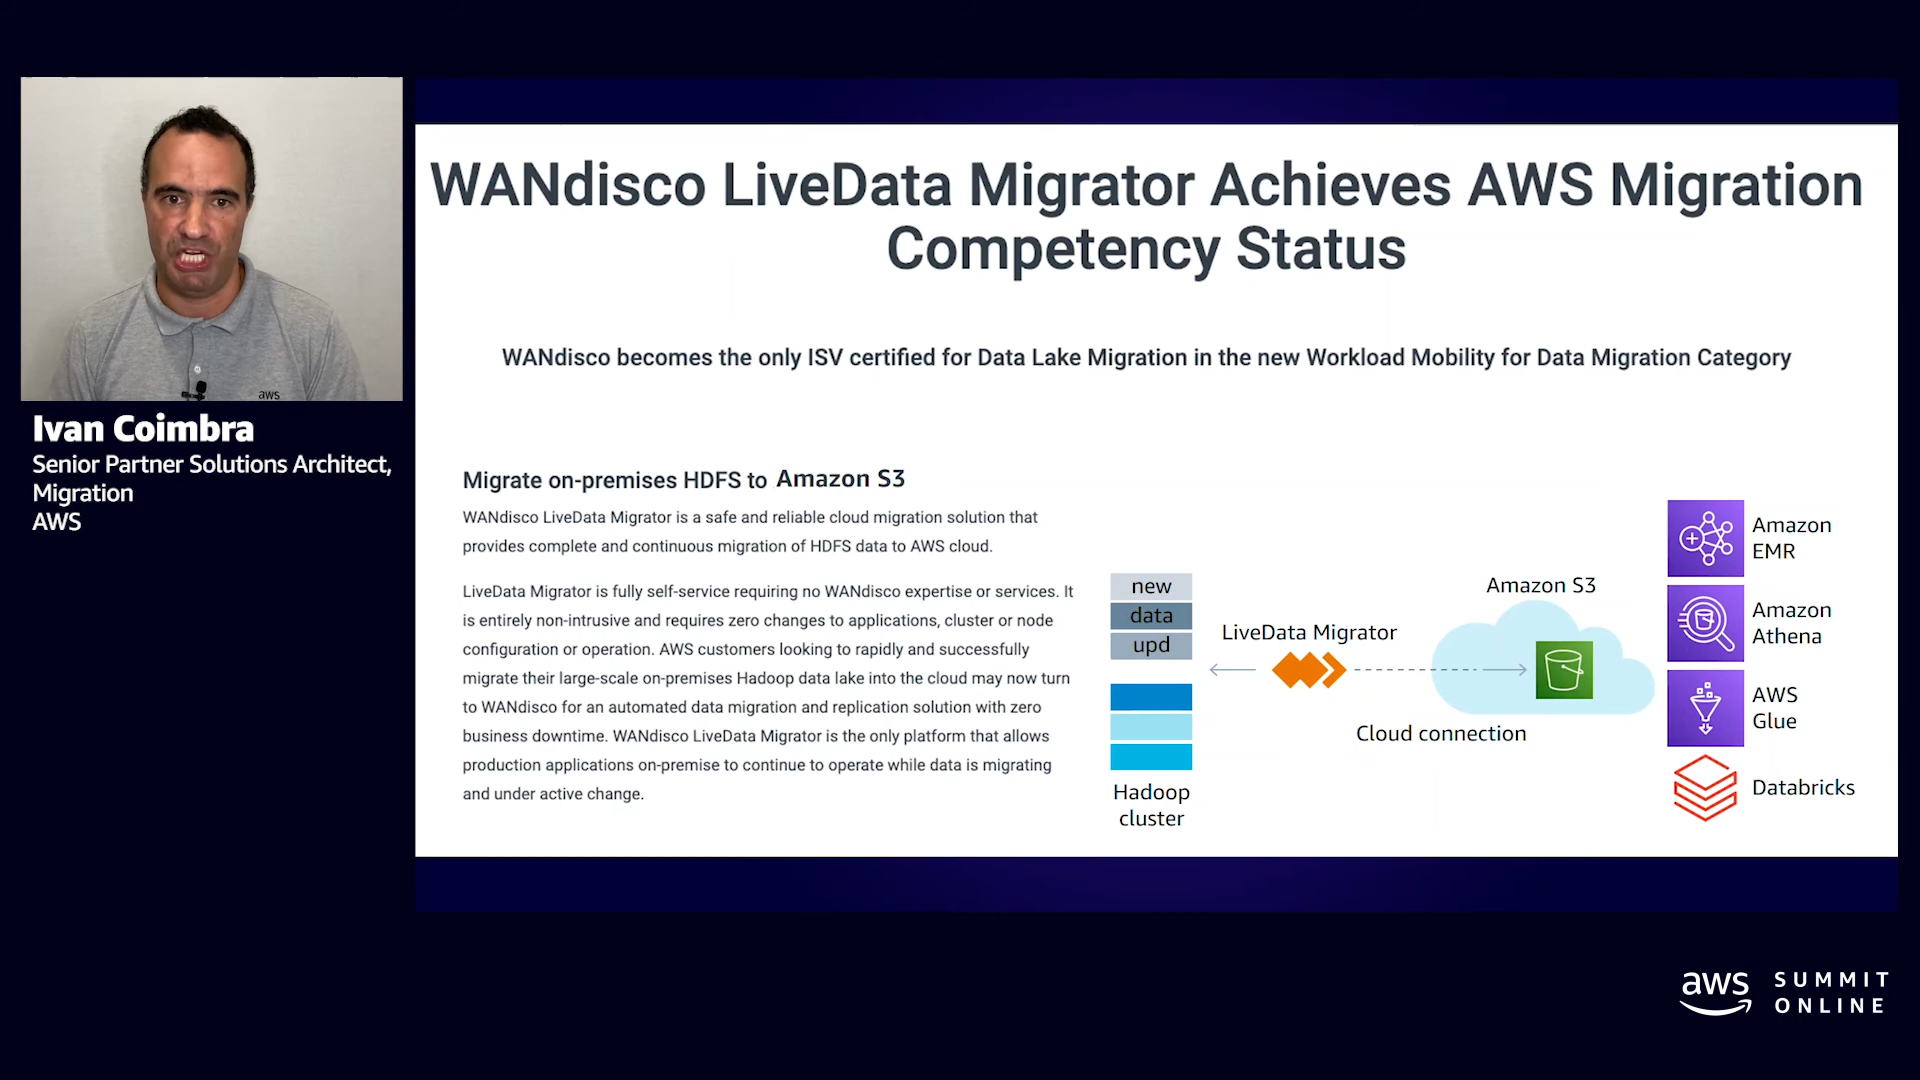 WANdisco LiveData Migrator Achieves AWS Migration
Competency Status
WANdisco becomes the only ISV certified for Data Lake Migration in the new Workload Mobility for Data Migration Category
aws
Ivan Coimbra
Senior Partner Solutions Architect,
Migration
AWS
Migrate on-premises HDFS to Amazon S3
WANdisco LiveData Migrator is a safe and reliable cloud migration solution that
provides complete and continuous migration of HDFS data to AWS cloud.
LiveData Migrator is fully self-service requiring no WANdisco expertise or services. It
is entirely non-intrusive and requires zero changes to applications, cluster or node
configuration or operation. AWS customers looking to rapidly and successfully
migrate their large-scale on-premises Hadoop data lake into the cloud may now turn
to WANdisco for an automated data migration and replication solution with zero
business downtime. WANdisco LiveData Migrator is the only platform that allows
production applications on-premise to continue to operate while data is migrating
and under active change.
new
data
upd
Hadoop
cluster
LiveData Migrator
Cloud connection
Amazon S3
Amazon
EMR
Amazon
Athena
AWS
Glue
Databricks
aws
SUMMIT
ONLINE